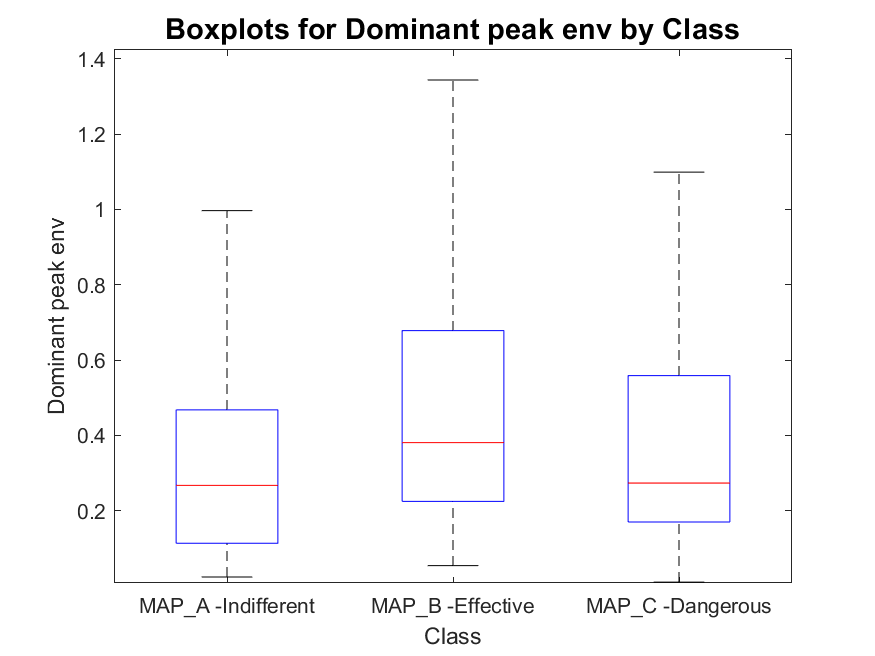 Boxplots for Dominant peak env by Class
1.4
1.2
1
0.8
0.6
0.4
0.2
Dominant peak env
MAP_A -Indifferent MAP_B -Effective MAP_C -Dangerous
Class